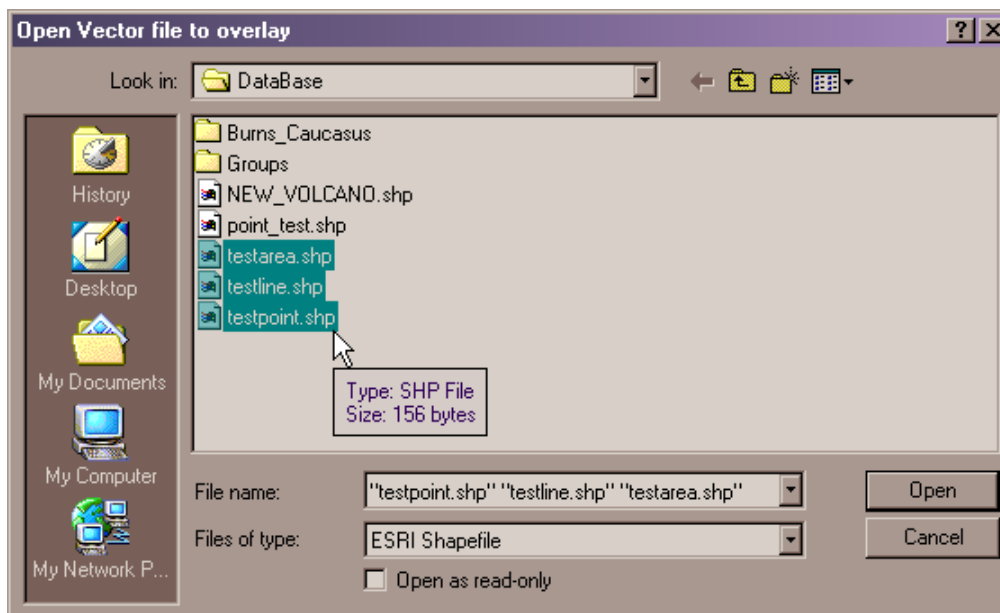 Open Vector file to overlay
Look in: DataBase
History
Desktop
My Documents
My Computer
My Network P...
Burns_Caucasus
Groups
NEW_VOLCANO.shp
point_test.shp
testarea.shp
testline.shp
testpoint.shp
Type: SHP File
Size: 156 bytes
File name: "testpoint.shp" "testline.shp" "testarea.shp"
Open
Files of type: ESRI Shapefile
Cancel
Open as read-only